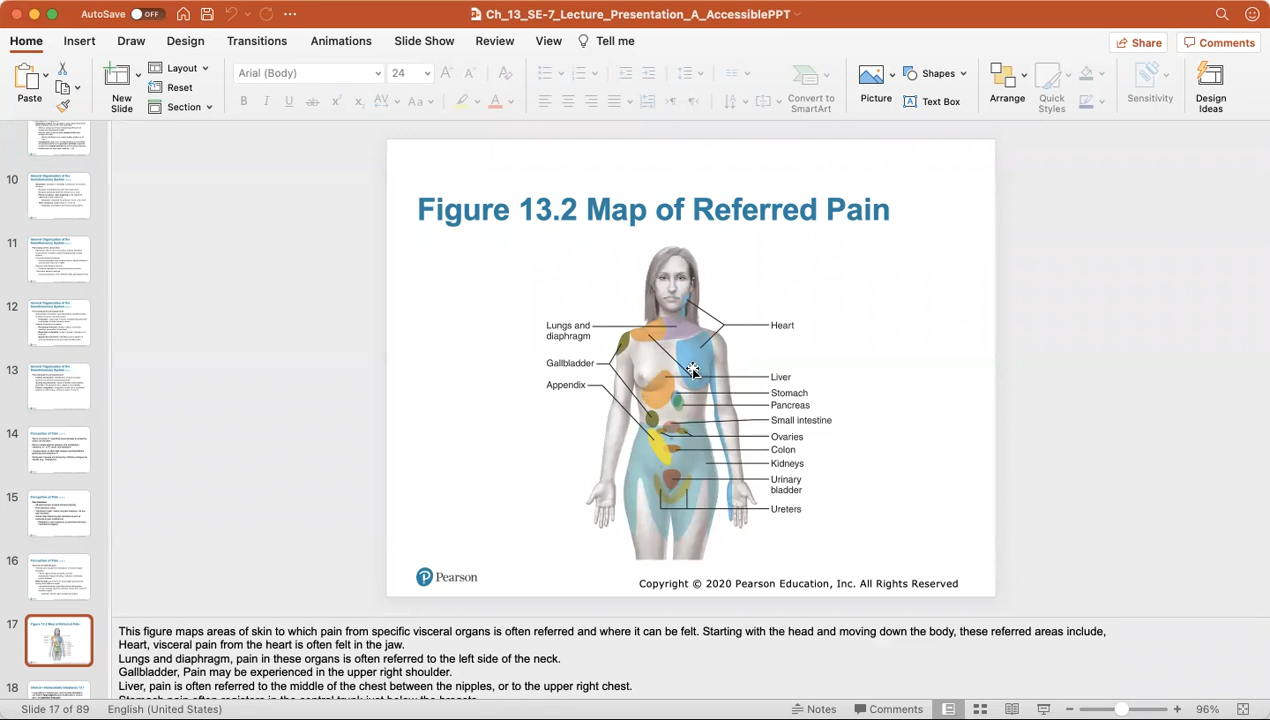 AutoSave OFF
Ch_13_SE-7_Lecture_Presentation_A_AccessiblePPT
Home Insert Draw Design Transitions Animations Slide Show Review View Tell me
Share Comments
Paste
New Slide
Layout
Reset
Section
Arial (Body) 24
Convert to SmartArt
Picture
Shapes
Text Box
Arrange
Quick Styles
Sensitivity
Design Ideas
10
11
12
13
14
15
16
17
18
Figure 13.2 Map of Referred Pain
Lungs and
diaphragm
Gallbladder
Appendix
Heart
Liver
Stomach
Pancreas
Small intestine
Ovaries
Colon
Kidneys
Urinary
bladder
Ureters
Pearson
Copyright © 2020 Pearson Education, Inc. All Rights Reserved
This figure maps areas of skin to which pain from specific visceral organs is often referred and where it can be felt. Starting with the head and moving down the body, these referred areas include,
Heart, visceral pain from the heart is often felt in the jaw.
Lungs and diaphragm, pain in these organs is often referred to the left side of the neck.
Gallbladder, Pain may be experienced in the upper right shoulder.
Liver, pain is often referred to the middle of the chest between the nipples, or to the upper right chest.
Slide 17 of 89 English (United States) Notes Comments 96%